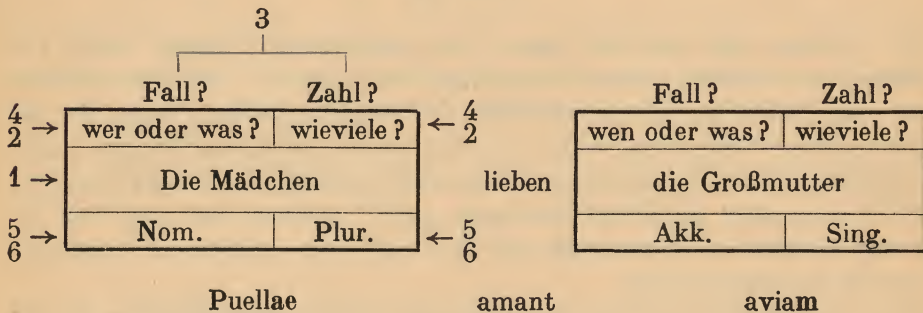 3
Fall? Zahl? Fall? Zahl?
4 4
2 → wer oder was? wieviele? ← 2 wen oder was? wieviele?
1 → Die Mädchen lieben die Großmutter
5 → Nom. Plur. ← 5 Akk. Sing.
6 6
Puellae amant aviam